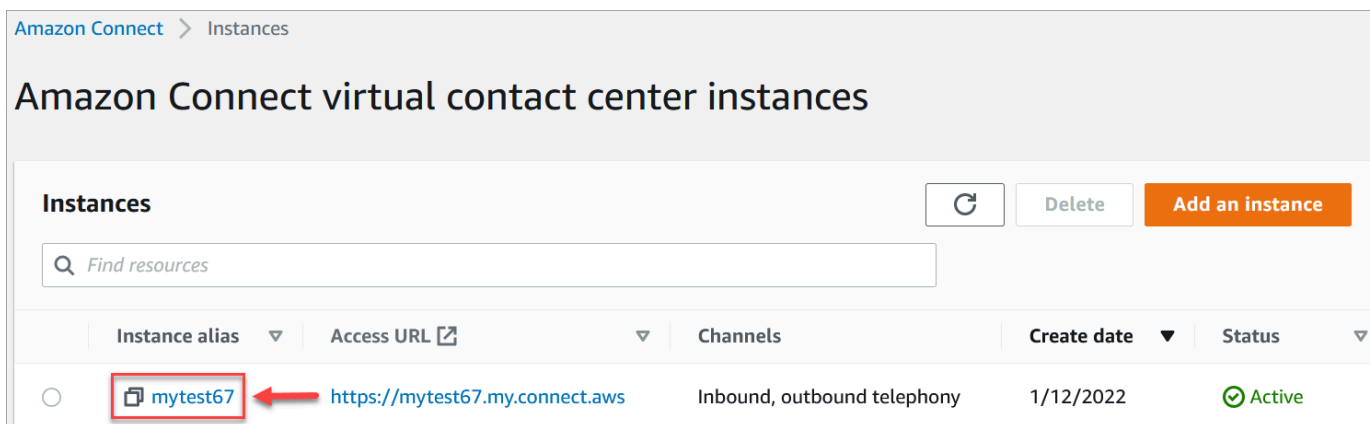 Amazon Connect > Instances
Amazon Connect virtual contact center instances
Instances
Delete
Add an instance
Find resources
Instance alias Access URL Channels Create date Status
mytest67 https://mytest67.my.connect.aws Inbound, outbound telephony 1/12/2022 Active